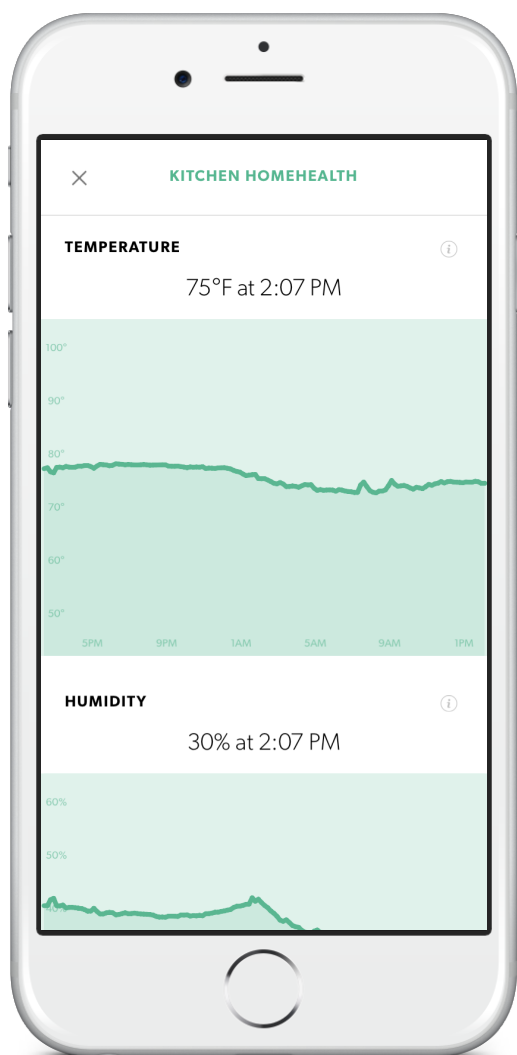 KITCHEN HOMEHEALTH
TEMPERATURE
i
75°F at 2:07 PM
100°
90°
80°
70°
60°
50°
5PM 9PM 1AM 5AM 9AM 1PM
HUMIDITY
i
30% at 2:07 PM
60%
50%
40%